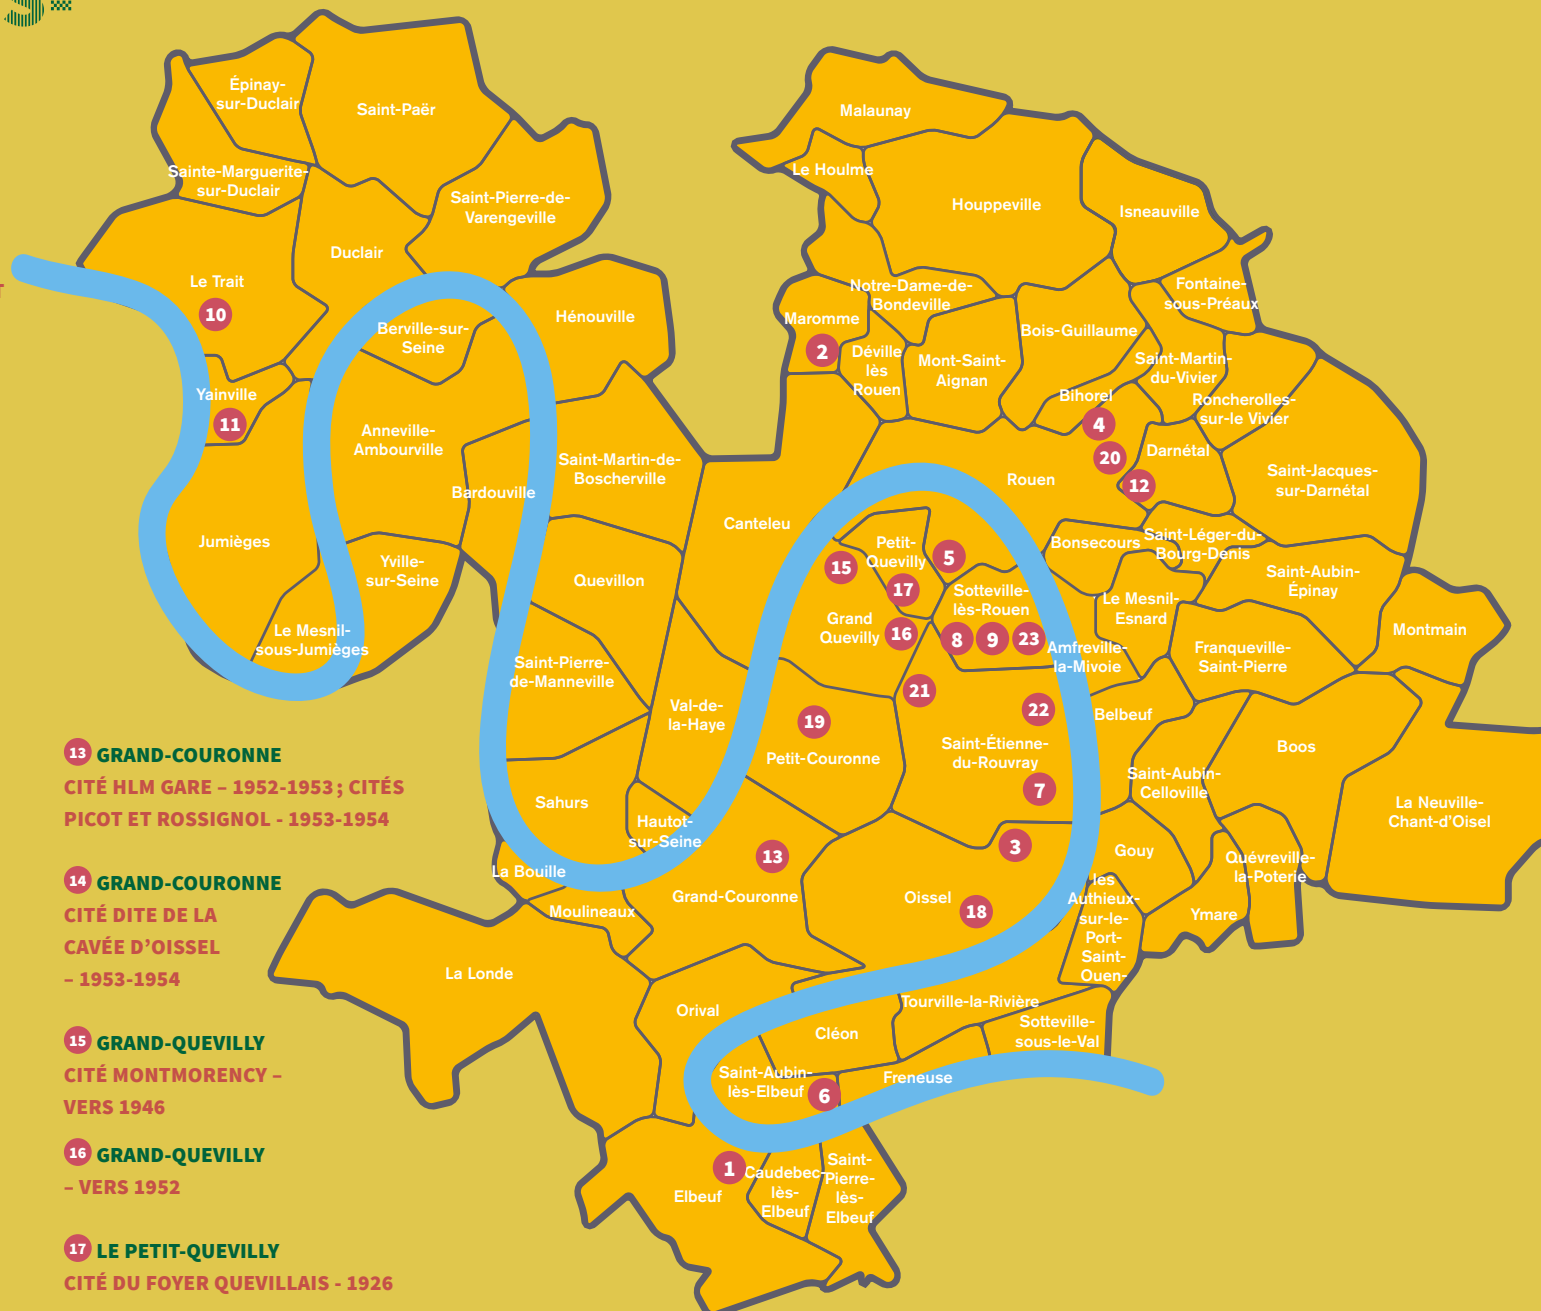 Épinay-
sur-Duclair
Saint-Paër
Sainte-Marguerite-
sur-Duclair
Saint-Pierre-de-
Varengeville
Duclair
Le Trait
10
Berville-sur-
Seine
Hénouville
Yainville
11
Anneville-
Ambourville
Bardouville
Saint-Martin-de-
Boscherville
Jumièges
Yville-
sur-Seine
Quevillon
Le Mesnil-
sous-Jumièges
Saint-Pierre-
de-Manneville
Malaunay
Le Houlme
Houppeville
Isneauville
Notre-Dame-de-
Bondeville
Fontaine-
sous-Préaux
Maromme
2
Déville
lès
Rouen
Mont-Saint-
Aignan
Bois-Guillaume
Saint-Martin-
du-Vivier
Bihorel
4
Roncherolles-
sur-le Vivier
20
Darnétal
12
Rouen
Saint-Jacques-
sur-Darnétal
Canteleu
Petit-
Quevilly
5
15
17
Bonsecours
Saint-Léger-du-
Bourg-Denis
Saint-Aubin-
Épinay
Sotteville-
lès-Rouen
8
9
23
Grand
Quevilly
16
Le Mesnil-
Esnard
Amfreville-
la-Mivoie
Franqueville-
Saint-Pierre
Montmain
21
22
Val-de-
la-Haye
19
Petit-Couronne
Saint-Étienne-
du-Rouvray
7
Belbeuf
Boos
Saint-Aubin-
Celloville
La Neuville-
Chant-d'Oisel
Sahurs
Hautot-
sur-Seine
13
3
Gouy
Quévreville-
la-Poterie
La Bouille
Moulineaux
Grand-Couronne
Oissel
18
les
Authieux-
sur-le-
Port-
Saint-
Ouen-
Ymare
La Londe
Orival
Cléon
Tourville-la-Rivière
Sotteville-
sous-le-Val
Saint-Aubin-
lès-Elbeuf
6
Freneuse
1
Elbeuf
Caudebec-
lès-
Elbeuf
Saint-
Pierre-
lès-
Elbeuf
13 GRAND-COURONNE
CITÉ HLM GARE – 1952-1953 ; CITÉS
PICOT ET ROSSIGNOL - 1953-1954
14 GRAND-COURONNE
CITÉ DITE DE LA
CAVÉE D’OISSEL
– 1953-1954
15 GRAND-QUEVILLY
CITÉ MONTMORENCY –
VERS 1946
16 GRAND-QUEVILLY
– VERS 1952
17 LE PETIT-QUEVILLY
CITÉ DU FOYER QUEVILLAIS - 1926